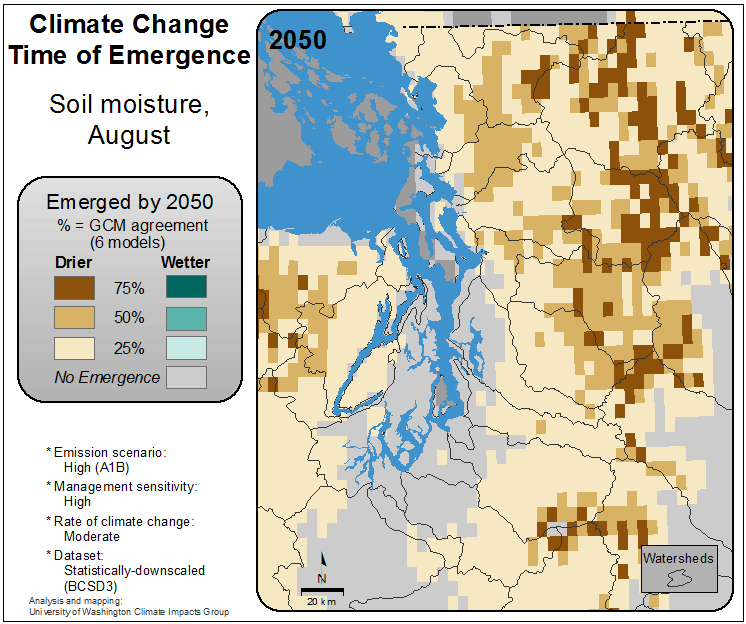 Climate Change
Time of Emergence
Soil moisture,
August
Emerged by 2050
% = GCM agreement
(6 models)
Drier Wetter
75%
50%
25%
No Emergence
* Emission scenario:
High (A1B)
* Management sensitivity:
High
* Rate of climate change:
Moderate
* Dataset:
Statistically-downscaled
(BCSD3)
Analysis and mapping:
University of Washington Climate Impacts Group
2050
N
20 km
Watersheds